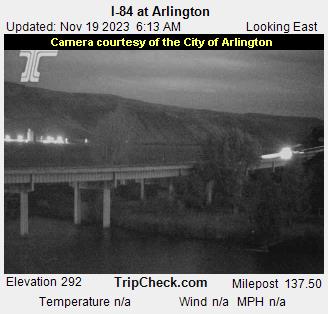 I-84 at Arlington
Updated: Nov 19 2023 6:13 AM Looking East
Camera courtesy of the City of Arlington
Elevation 292 TripCheck.com Milepost 137.50
Temperature n/a Wind n/a MPH n/a